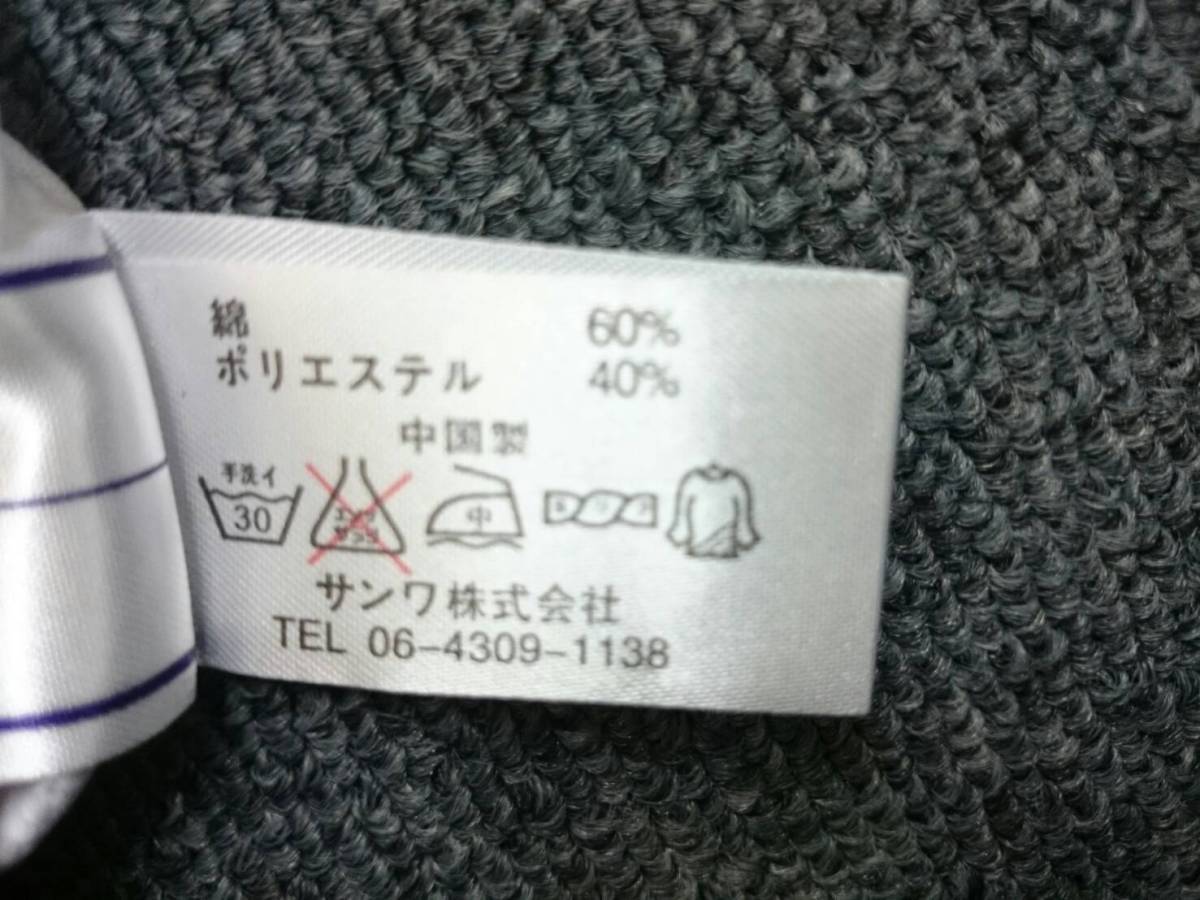 綿 60%
ポリエステル 40%
中国製
手洗イ
30
中
サンワ株式会社
TEL 06-4309-1138